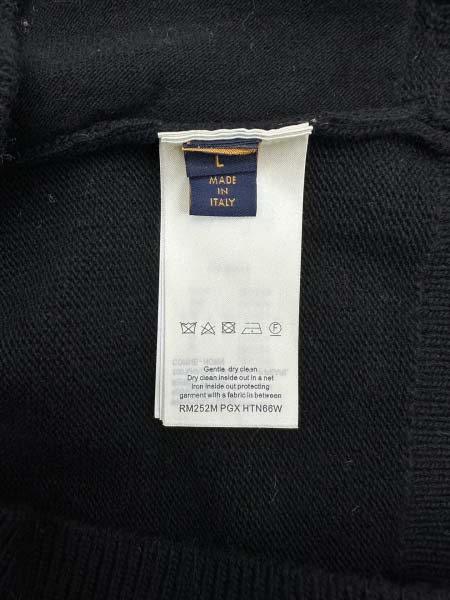 L
MADE
IN
ITALY
Gentle dry clean
Dry clean inside out in a net
Iron inside out protecting
garment with a fabric in between
RM252M PGX HTN66W